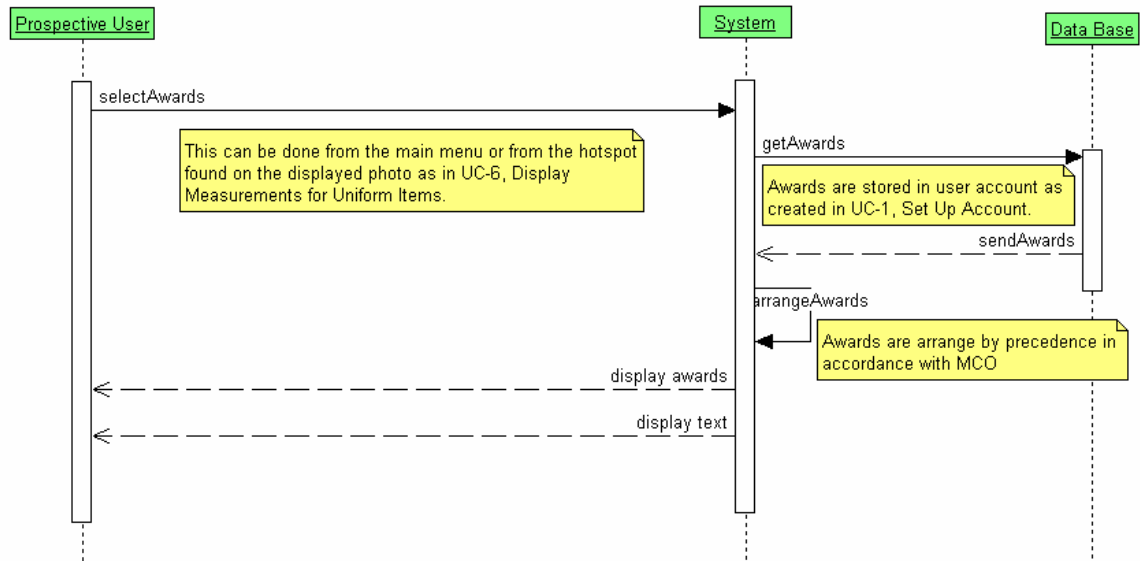 Prospective User
System
Data Base
selectAwards
This can be done from the main menu or from the hotspot
found on the displayed photo as in UC-6, Display
Measurements for Uniform Items.
getAwards
Awards are stored in user account as
created in UC-1, Set Up Account.
sendAwards
arrangeAwards
Awards are arrange by precedence in
accordance with MCO
display awards
display text